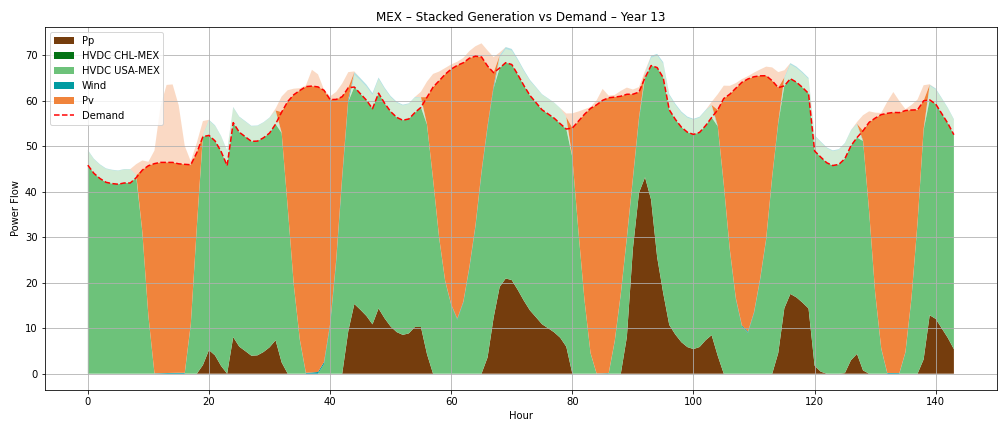 MEX – Stacked Generation vs Demand – Year 13
Pp
HVDC CHL-MEX
HVDC USA-MEX
Wind
Pv
Demand
Power Flow
70
60
50
40
30
20
10
0
0 20 40 60 80 100 120 140
Hour